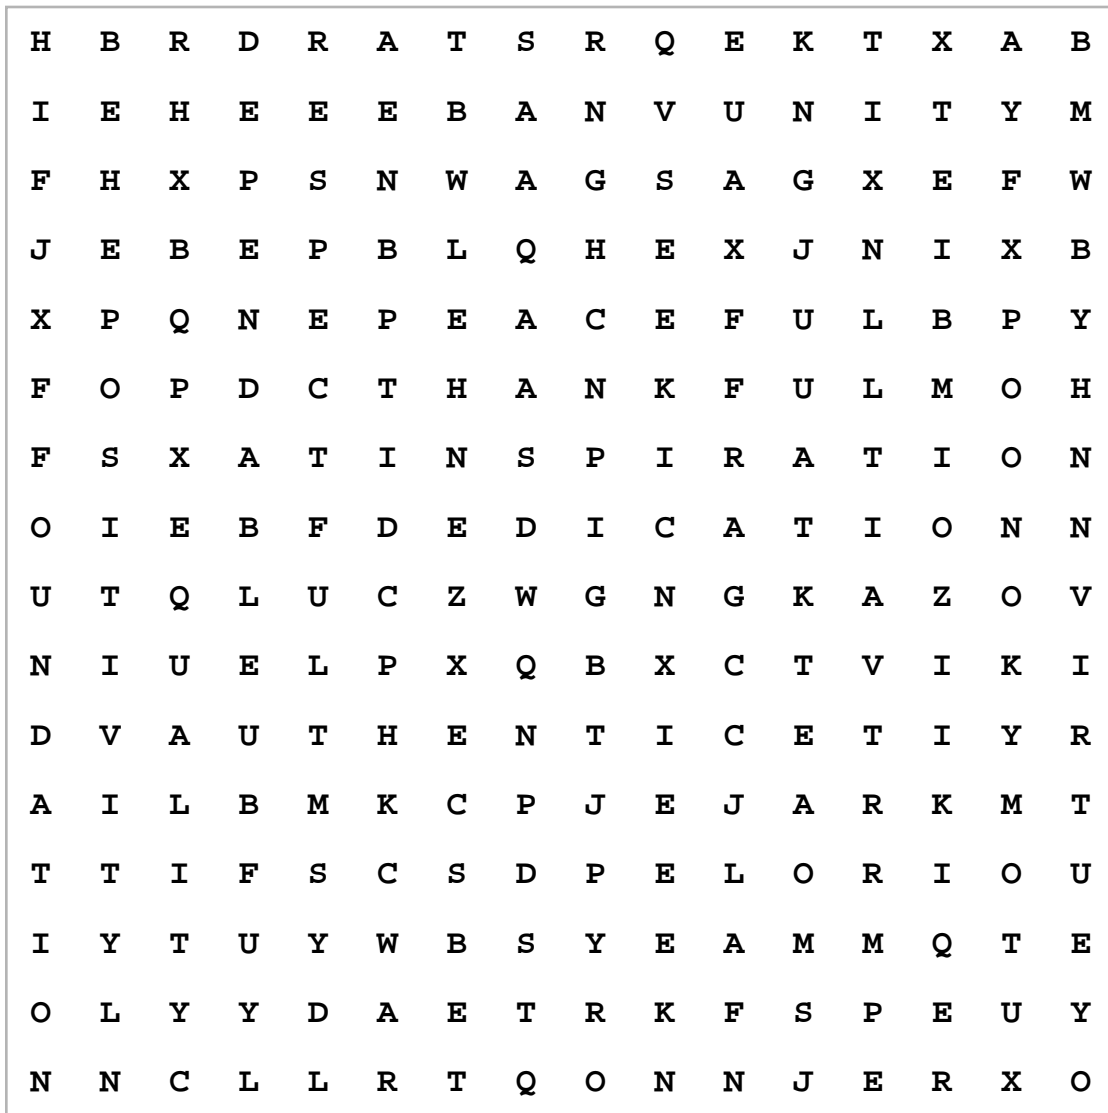 H B R D R A T S R Q E K T X A B
I E H E E E B A N V U N I T Y M
F H X P S N W A G S A G X E F W
J E B E P B L Q H E X J N I X B
X P Q N E P E A C E F U L B P Y
F O P D C T H A N K F U L M O H
F S X A T I N S P I R A T I O N
O I E B F D E D I C A T I O N N
U T Q L U C Z W G N G K A Z O V
N I U E L P X Q B X C T V I K I
D V A U T H E N T I C E T I Y R
A I L B M K C P J E J A R K M T
T T I F S C S D P E L O R I O U
I Y T U Y W B S Y E A M M Q T E
O L Y Y D A E T R K F S P E U Y
N N C L L R T Q O N N J E R X O